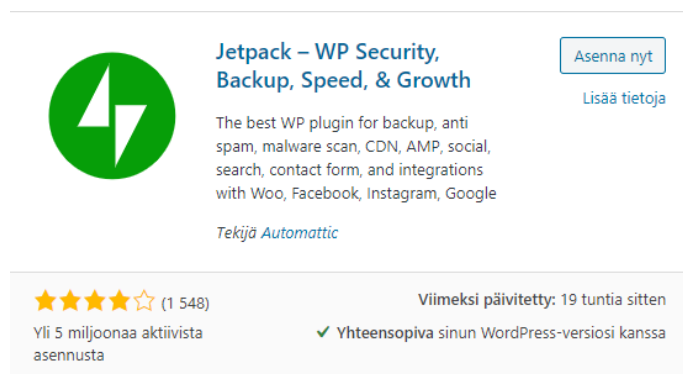 Jetpack – WP Security,
Backup, Speed, & Growth
Asenna nyt
Lisää tietoja
The best WP plugin for backup, anti
spam, malware scan, CDN, AMP, social,
search, contact form, and integrations
with Woo, Facebook, Instagram, Google
Tekijä Automattic
(1 548)
Yli 5 miljoonaa aktiivista
asennusta
Viimeksi päivitetty: 19 tuntia sitten
✓ Yhteensopiva sinun WordPress-versiosi kanssa